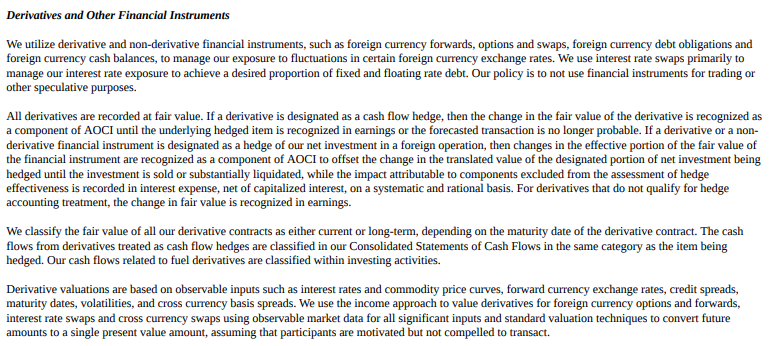 Derivatives and Other Financial Instruments
We utilize derivative and non-derivative financial instruments, such as foreign currency forwards, options and swaps, foreign currency debt obligations and
foreign currency cash balances, to manage our exposure to fluctuations in certain foreign currency exchange rates. We use interest rate swaps primarily to
manage our interest rate exposure to achieve a desired proportion of fixed and floating rate debt. Our policy is to not use financial instruments for trading or
other speculative purposes.
All derivatives are recorded at fair value. If a derivative is designated as a cash flow hedge, then the change in the fair value of the derivative is recognized as
a component of AOCI until the underlying hedged item is recognized in earnings or the forecasted transaction is no longer probable. If a derivative or a non-
derivative financial instrument is designated as a hedge of our net investment in a foreign operation, then changes in the effective portion of the fair value of
the financial instrument are recognized as a component of AOCI to offset the change in the translated value of the designated portion of net investment being
hedged until the investment is sold or substantially liquidated, while the impact attributable to components excluded from the assessment of hedge
effectiveness is recorded in interest expense, net of capitalized interest, on a systematic and rational basis. For derivatives that do not qualify for hedge
accounting treatment, the change in fair value is recognized in earnings.
We classify the fair value of all our derivative contracts as either current or long-term, depending on the maturity date of the derivative contract. The cash
flows from derivatives treated as cash flow hedges are classified in our Consolidated Statements of Cash Flows in the same category as the item being
hedged. Our cash flows related to fuel derivatives are classified within investing activities.
Derivative valuations are based on observable inputs such as interest rates and commodity price curves, forward currency exchange rates, credit spreads,
maturity dates, volatilities, and cross currency basis spreads. We use the income approach to value derivatives for foreign currency options and forwards,
interest rate swaps and cross currency swaps using observable market data for all significant inputs and standard valuation techniques to convert future
amounts to a single present value amount, assuming that participants are motivated but not compelled to transact.